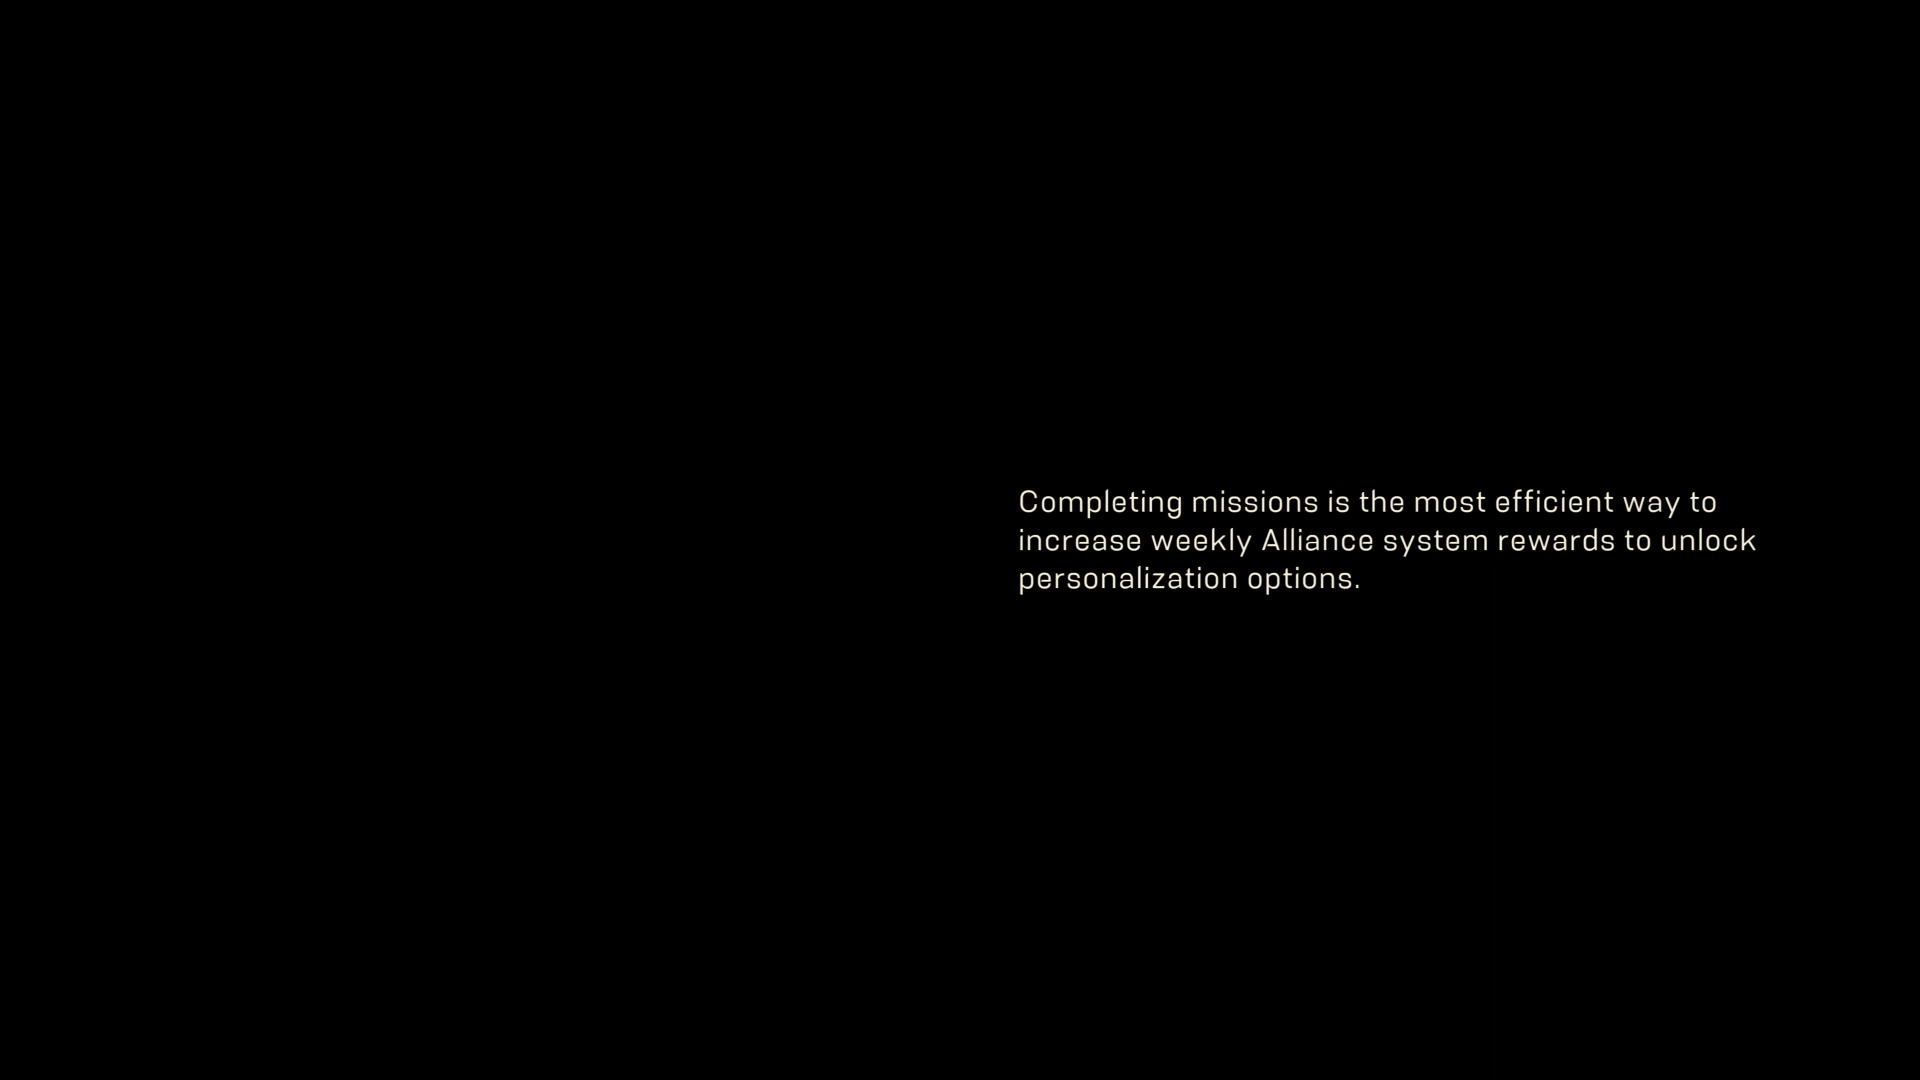 Completing missions is the most efficient way to
increase weekly Alliance system rewards to unlock
personalization options.